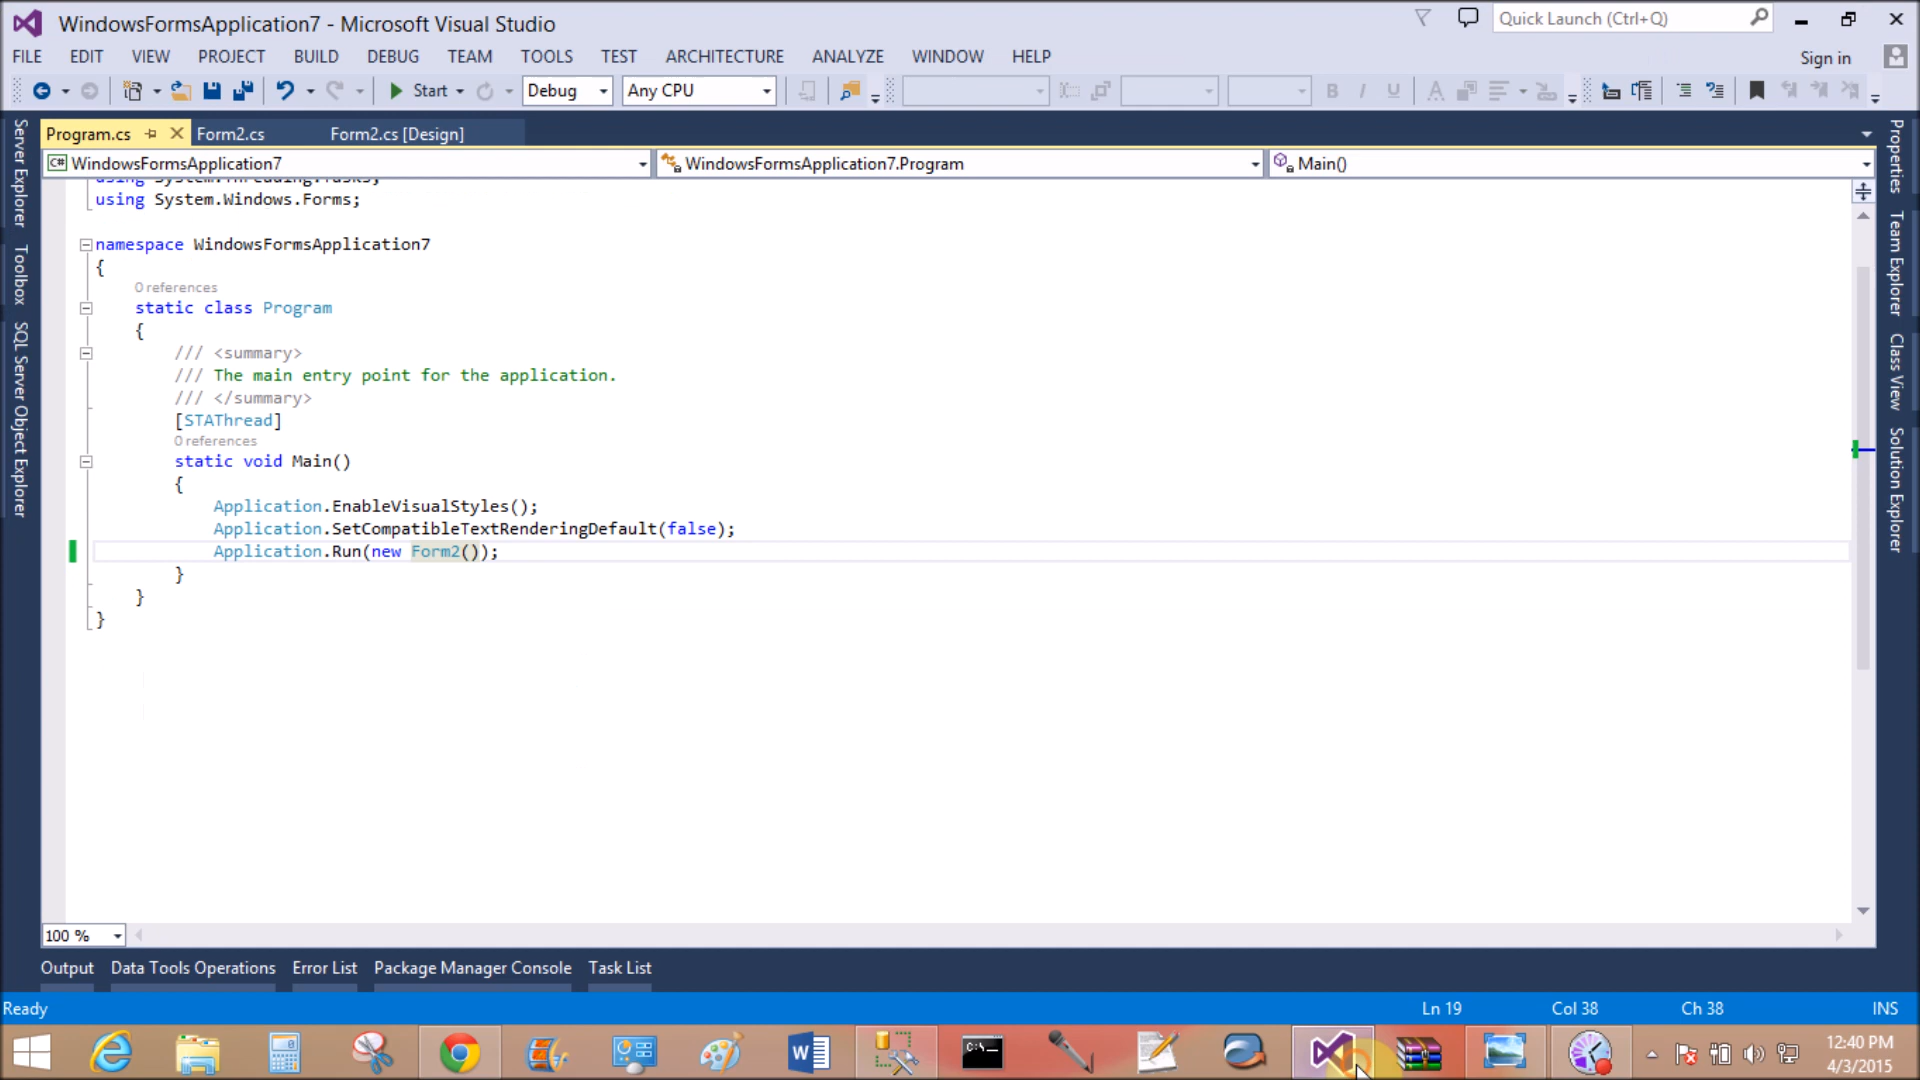 WindowsFormsApplication7 - Microsoft Visual Studio
Quick Launch (Ctrl+Q)
FILE EDIT VIEW PROJECT BUILD DEBUG TEAM TOOLS TEST ARCHITECTURE ANALYZE WINDOW HELP
Sign in
Start Debug Any CPU
Program.cs Form2.cs Form2.cs [Design]
WindowsFormsApplication7 WindowsFormsApplication7.Program Main()
Server Explorer
Toolbox
SQL Server Object Explorer
using System.Threading.Tasks;
using System.Windows.Forms;
namespace WindowsFormsApplication7
{
0 references
static class Program
{
/// <summary>
/// The main entry point for the application.
/// </summary>
[STAThread]
0 references
static void Main()
{
Application.EnableVisualStyles();
Application.SetCompatibleTextRenderingDefault(false);
Application.Run(new Form2());
}
}
}
Properties
Team Explorer
Class View
Solution Explorer
100 %
Output Data Tools Operations Error List Package Manager Console Task List
Ready Ln 19 Col 38 Ch 38 INS
12:40 PM
4/3/2015